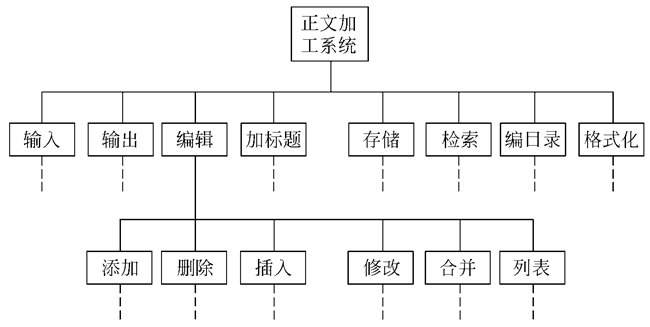 正文加
工系统
输入
输出
编辑
加标题
存储
检索
编目录
格式化
添加
删除
插入
修改
合并
列表